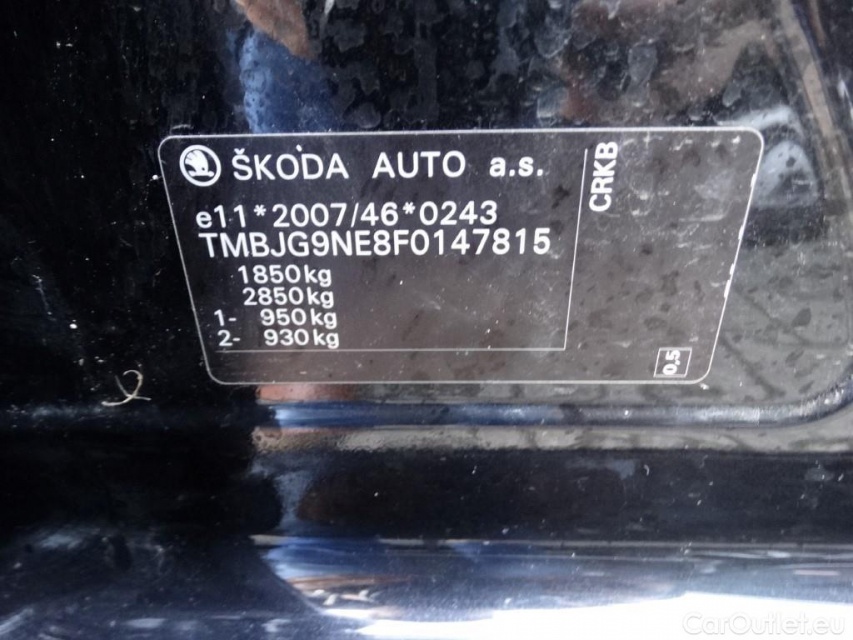 ŠKODA AUTO a.s.
e11*2007/46*0243
TMBJG9NE8F0147815
1850kg
2850kg
1- 950kg
2- 930kg
CRKB
0,5
CarOutlet.eu